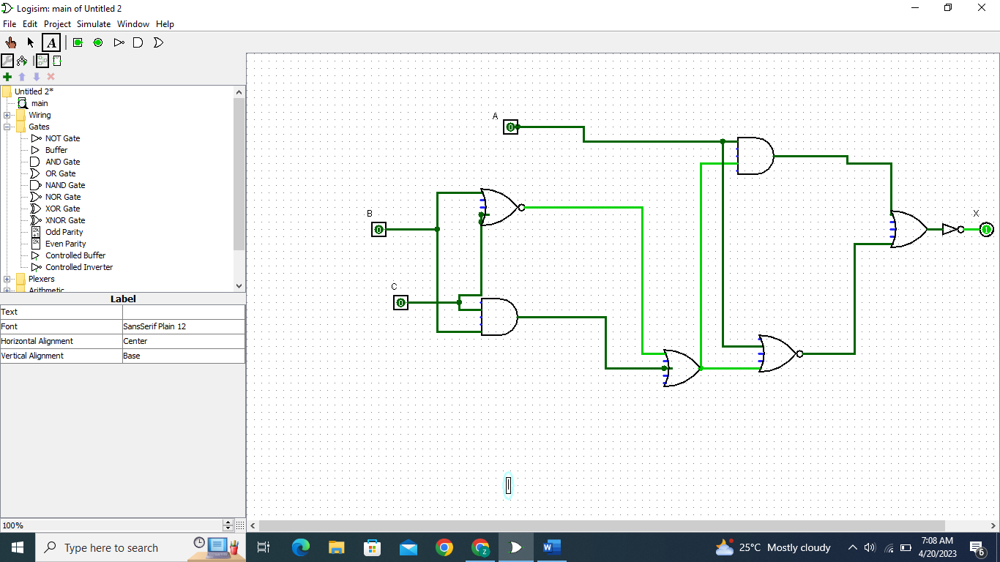 Logisim: main of Untitled 2
File Edit Project Simulate Window Help
A
Untitled 2*
main
Wiring
Gates
NOT Gate
Buffer
AND Gate
OR Gate
NAND Gate
NOR Gate
XOR Gate
XNOR Gate
Odd Parity
Even Parity
Controlled Buffer
Controlled Inverter
Plexers
Arithmetic
Label
Text
Font SansSerif Plain 12
Horizontal Alignment Center
Vertical Alignment Base
100%
A
0
B
0
C
0
X
1
Type here to search
25°C Mostly cloudy
7:08 AM
4/20/2023
6